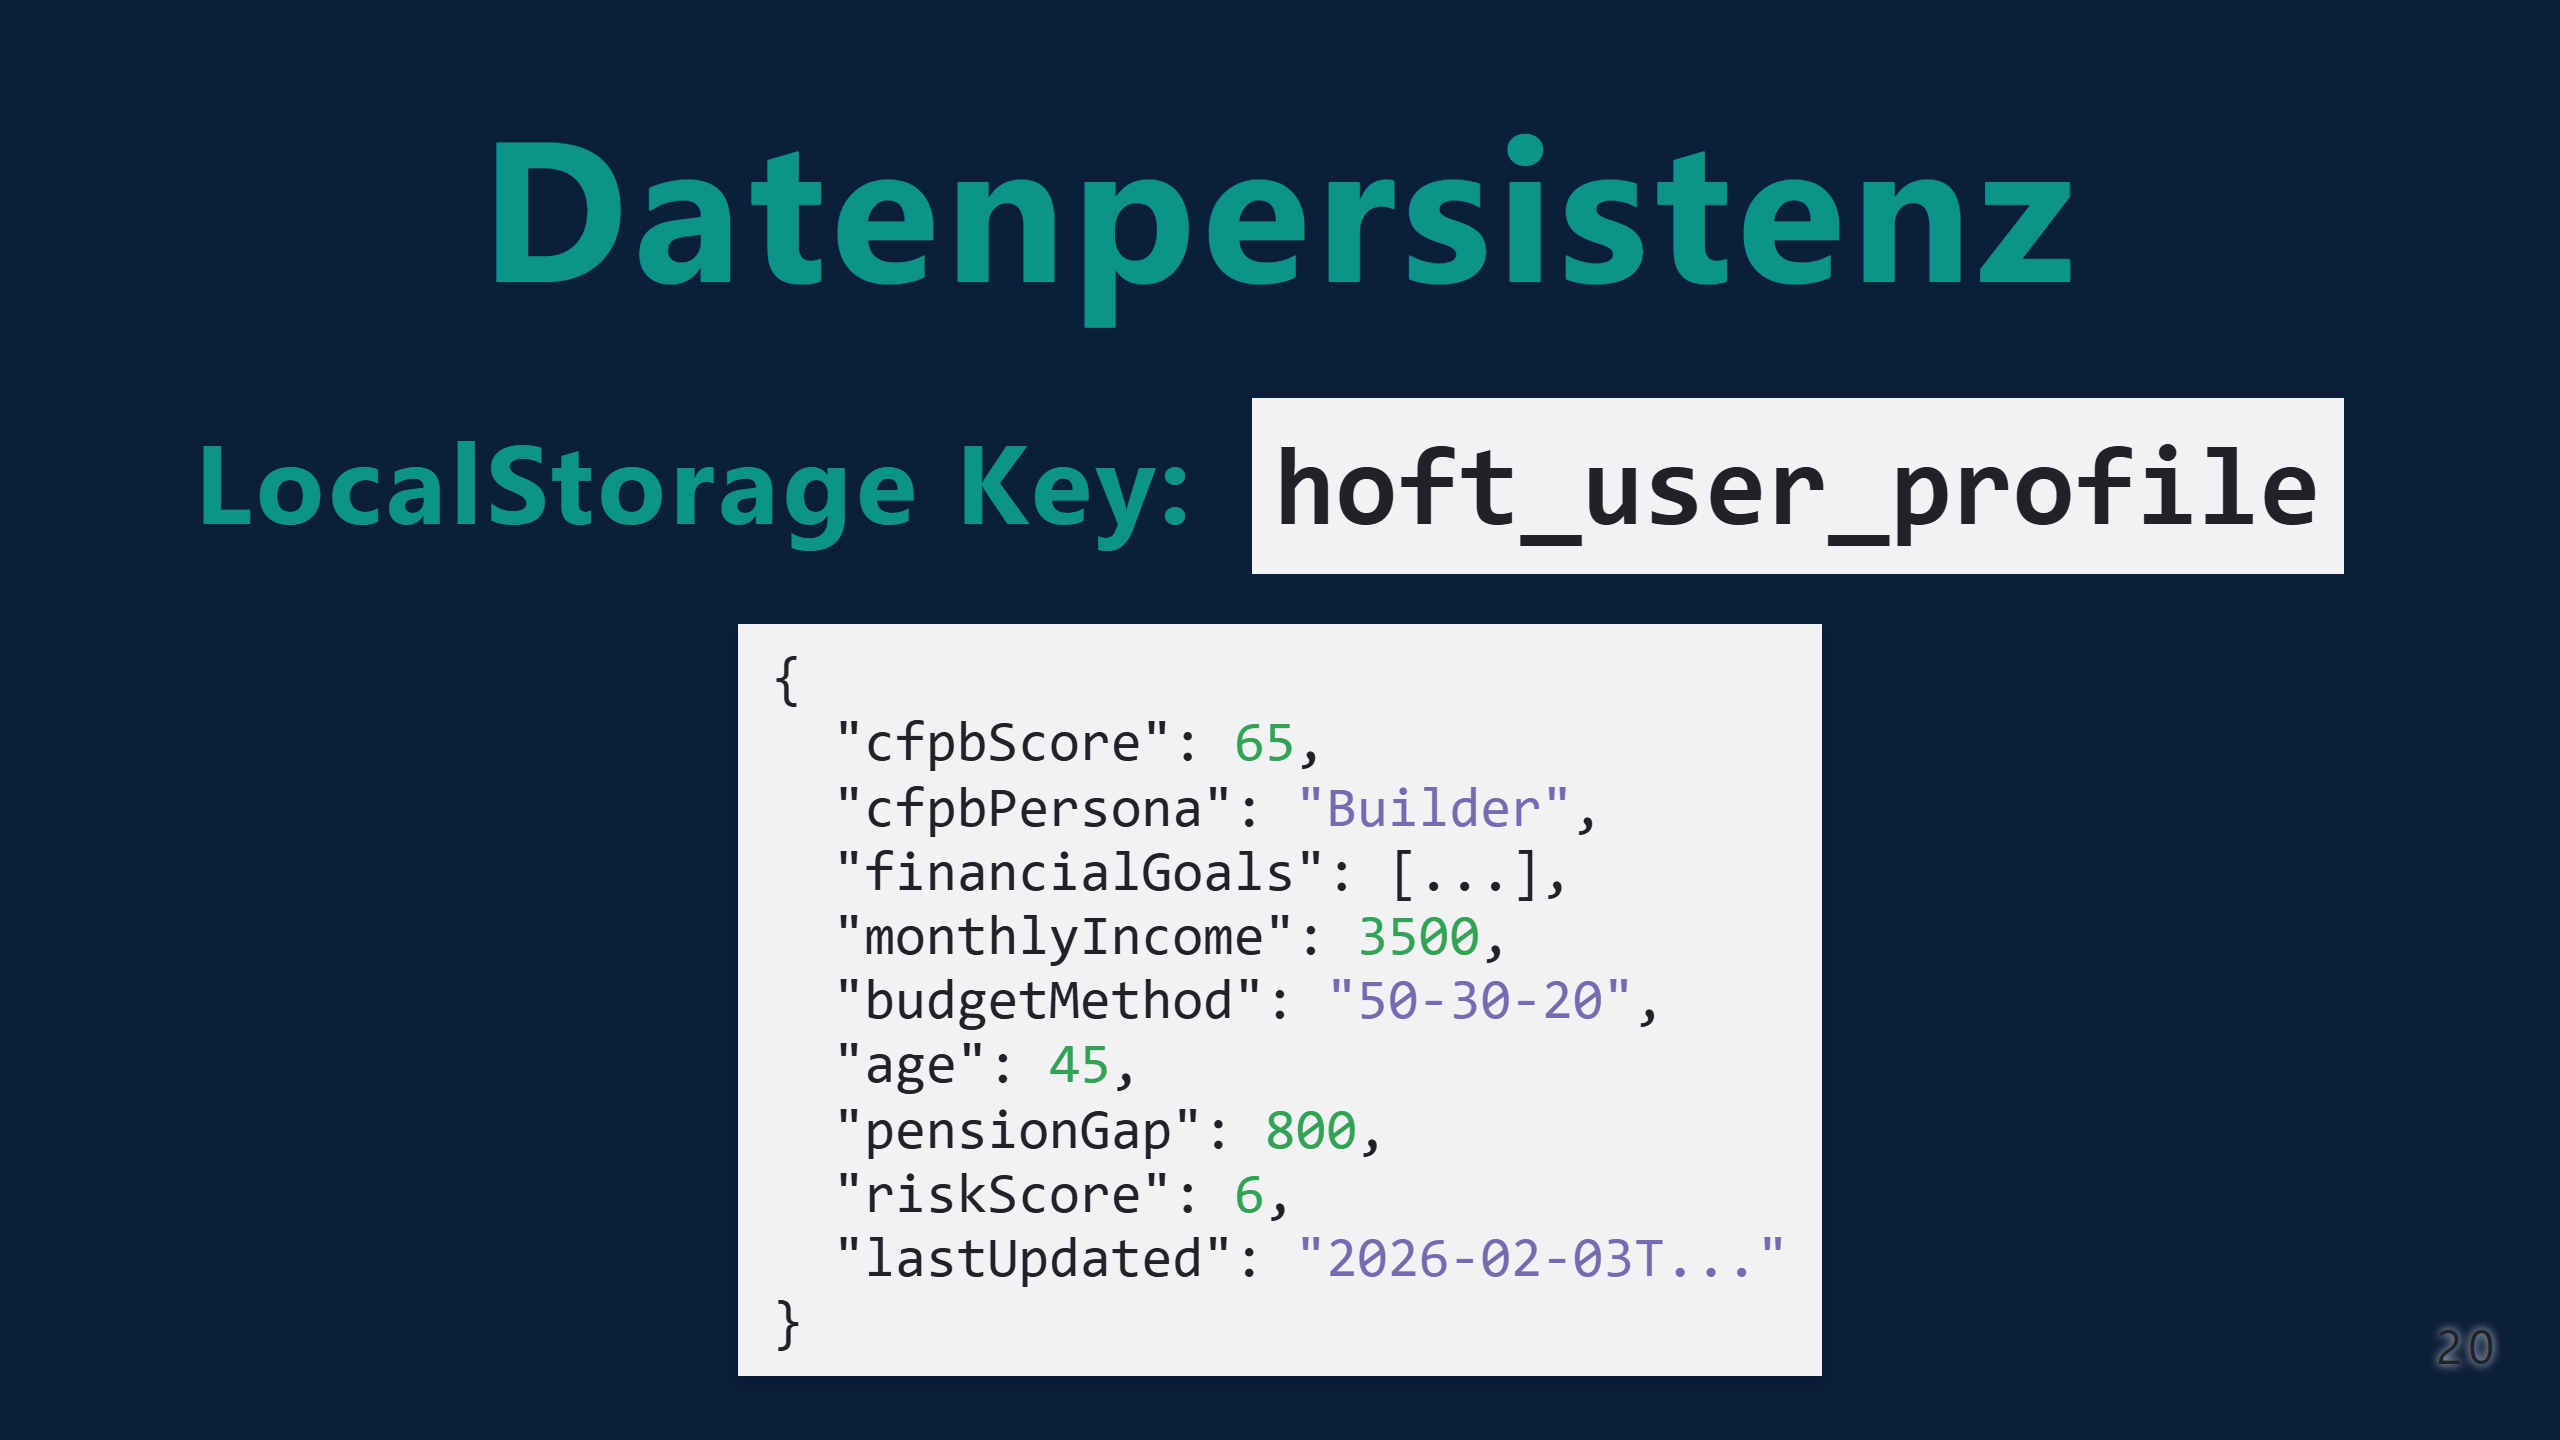 Datenpersistenz
LocalStorage Key: hoft_user_profile
{
  "cfpbScore": 65,
  "cfpbPersona": "Builder",
  "financialGoals": [...],
  "monthlyIncome": 3500,
  "budgetMethod": "50-30-20",
  "age": 45,
  "pensionGap": 800,
  "riskScore": 6,
  "lastUpdated": "2026-02-03T..."
}
20